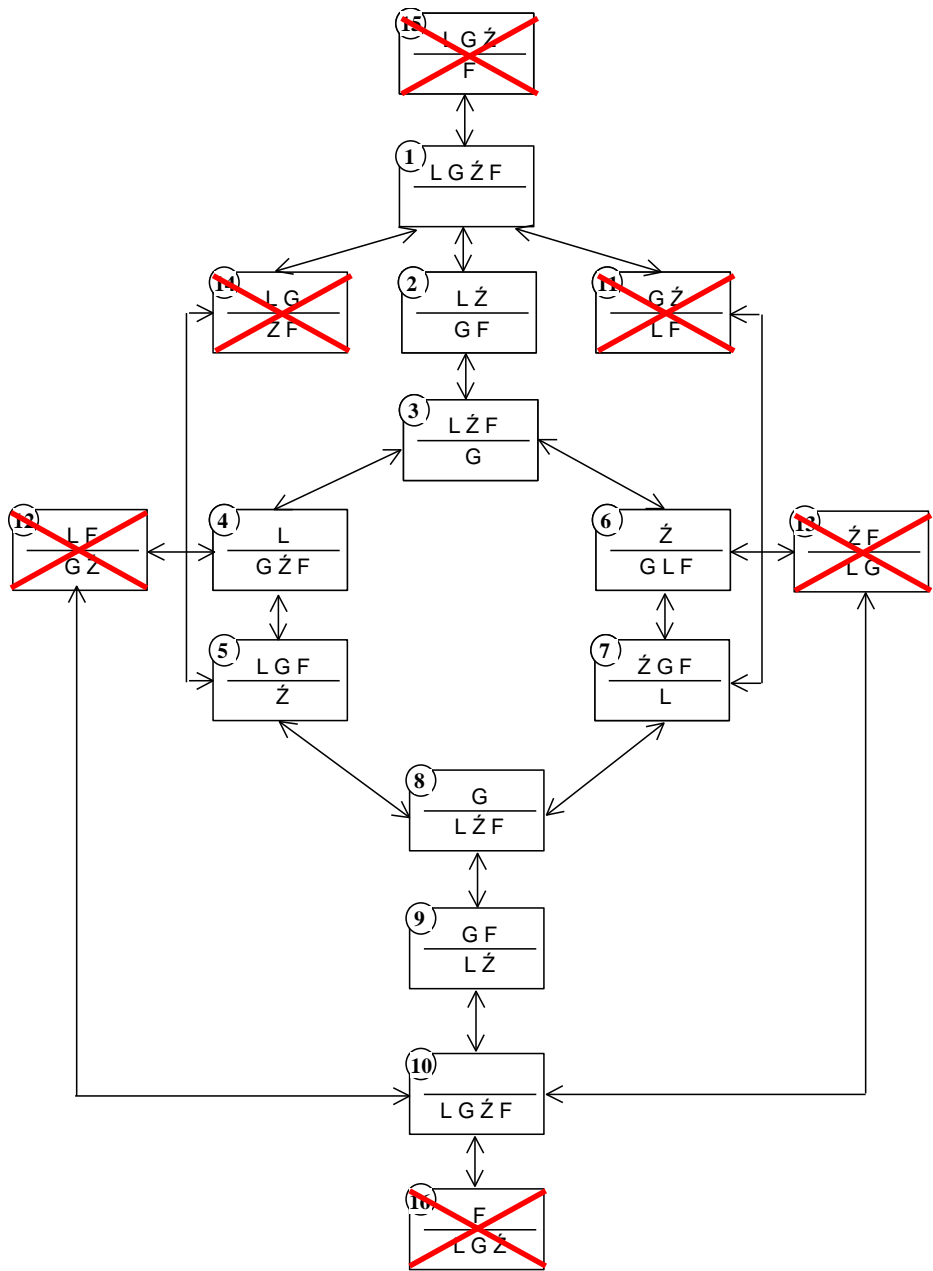 15
L G Ź
F
1
L G Ź F
14
L G
Ź F
2
L Ź
G F
11
G Ź
L F
3
L Ź F
G
12
L F
G Ź
4
L
G Ź F
6
Ź
G L F
13
Ź F
L G
5
L G F
Ź
7
Ź G F
L
8
G
L Ź F
9
G F
L Ź
10
L G Ź F
16
F
L G Ź